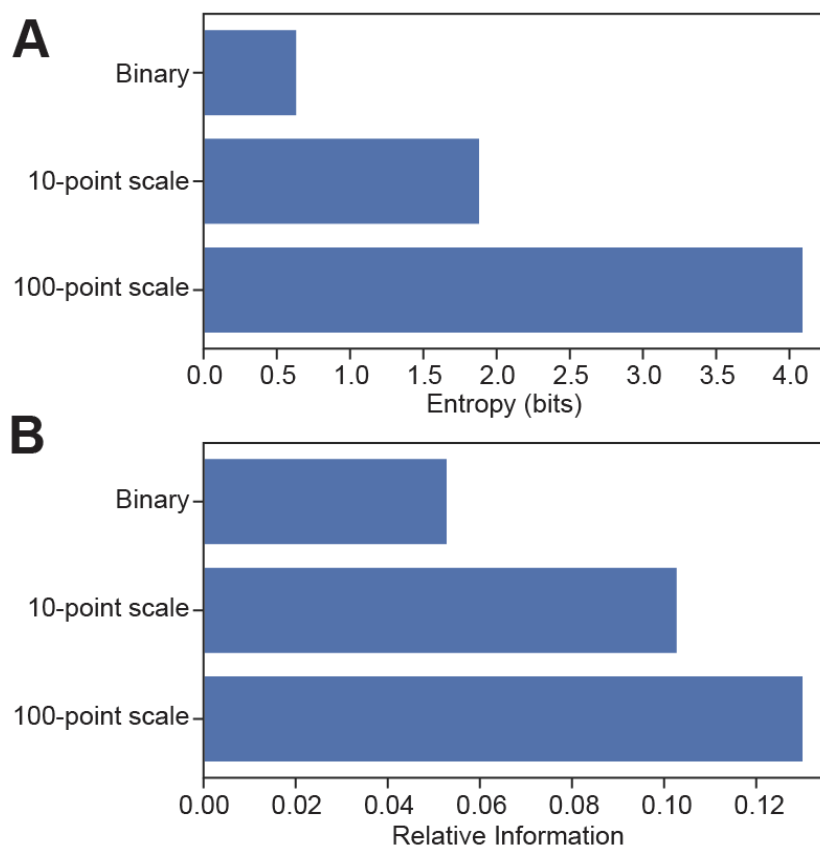 A
Binary
10-point scale
100-point scale
0.0 0.5 1.0 1.5 2.0 2.5 3.0 3.5 4.0
Entropy (bits)
B
Binary
10-point scale
100-point scale
0.00 0.02 0.04 0.06 0.08 0.10 0.12
Relative Information